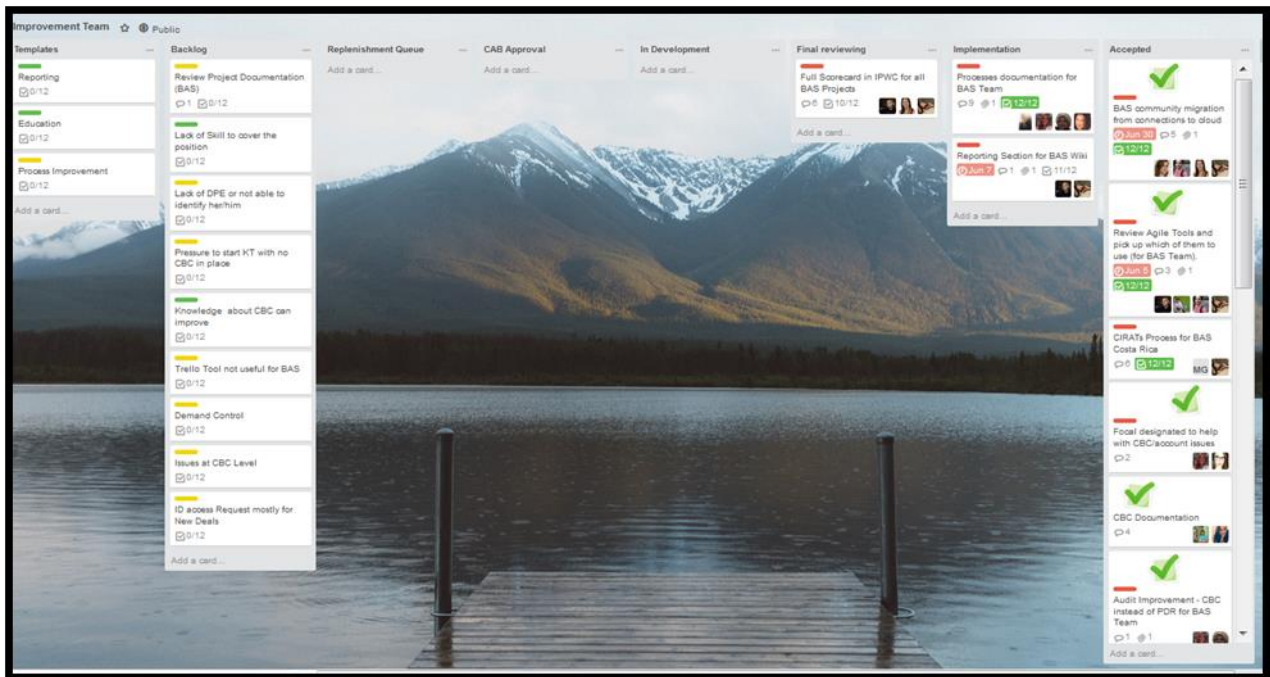 Improvement Team
Public
Templates
Reporting
0/12
Education
0/12
Process Improvement
0/12
Add a card...
Backlog
Review Project Documentation
(BAS)
1 0/12
Lack of Skill to cover the
position
0/12
Lack of DPE or not able to
identify her/him
0/12
Pressure to start KT with no
CBC in place
0/12
Knowledge about CBC can
improve
0/12
Trello Tool not useful for BAS
0/12
Demand Control
0/12
Issues at CBC Level
0/12
ID access Request mostly for
New Deals
0/12
Add a card...
Replenishment Queue
Add a card...
CAB Approval
Add a card...
In Development
Add a card...
Final reviewing
Full Scorecard in IPWC for all
BAS Projects
6 10/12
Add a card...
Implementation
Processes documentation for
BAS Team
9 1 12/12
Reporting Section for BAS Wiki
Jun 7 1 1 11/12
Add a card...
Accepted
BAS community migration
from connections to cloud
Jun 30 5 1
12/12
Review Agile Tools and
pick up which of them to
use (for BAS Team).
Jun 5 3 1
12/12
CIRATs Process for BAS
Costa Rica
6 12/12
MG
Focal designated to help
with CBC/account issues
2
CBC Documentation
4
Audit Improvement - CBC
instead of PDR for BAS
Team
1 1
Add a card...